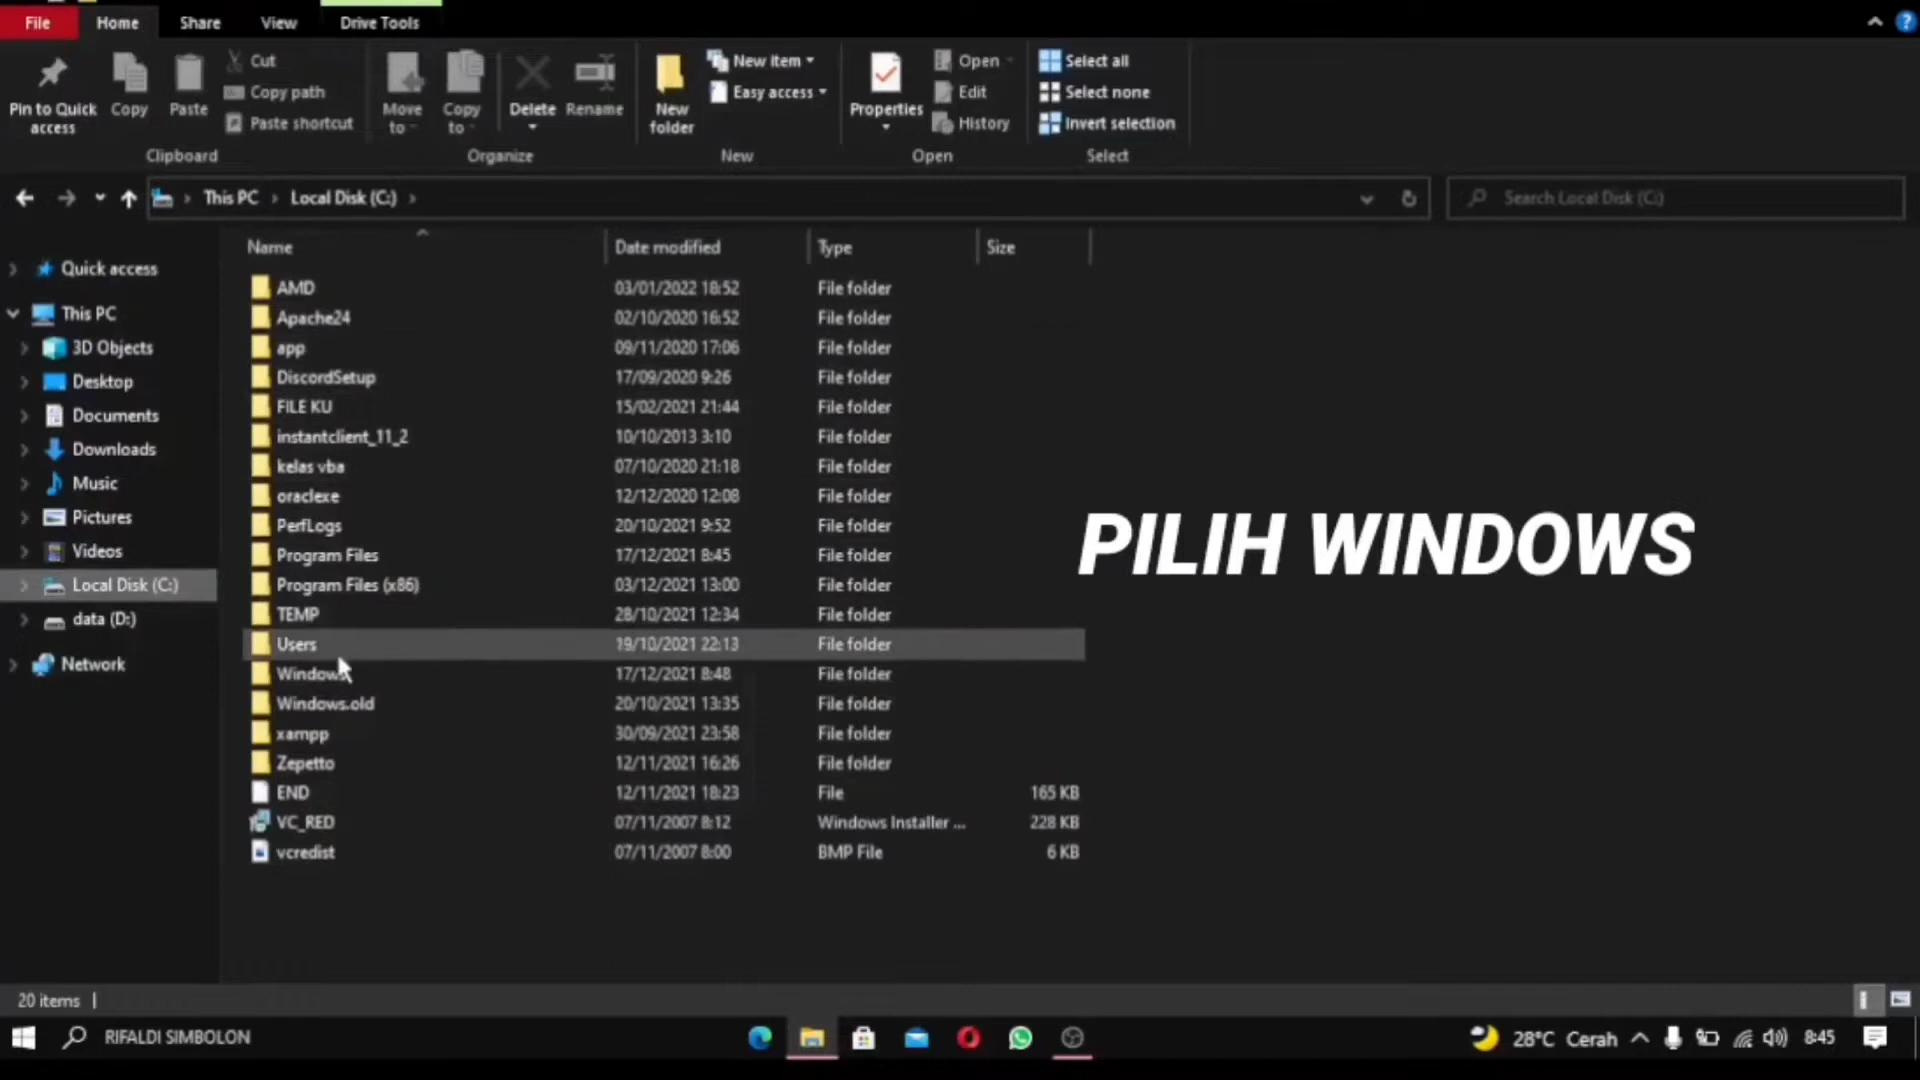 File Home Share View Drive Tools
Pin to Quick access Copy Paste Cut Copy path Paste shortcut Move to Copy to Delete Rename New folder New item Easy access Properties Open Edit History Select all Select none Invert selection
Clipboard Organize New Open Select
This PC Local Disk (C:) Search Local Disk (C:)
Name Date modified Type Size
Quick access
This PC
3D Objects
Desktop
Documents
Downloads
Music
Pictures
Videos
Local Disk (C:)
data (D:)
Network
AMD 03/01/2022 18:52 File folder
Apache24 02/10/2020 16:52 File folder
app 09/11/2020 17:06 File folder
DiscordSetup 17/09/2020 9:26 File folder
FILE KU 15/02/2021 21:44 File folder
instantclient_11_2 10/10/2013 3:10 File folder
kelas vba 07/10/2020 21:18 File folder
oraclexe 12/12/2020 12:08 File folder
PerfLogs 20/10/2021 9:52 File folder
Program Files 17/12/2021 8:45 File folder
Program Files (x86) 03/12/2021 13:00 File folder
TEMP 28/10/2021 12:34 File folder
Users 19/10/2021 22:13 File folder
Windows 17/12/2021 8:48 File folder
Windows.old 20/10/2021 13:35 File folder
xampp 30/09/2021 23:58 File folder
Zepetto 12/11/2021 16:26 File folder
END 12/11/2021 18:23 File 165 KB
VC_RED 07/11/2007 8:12 Windows Installer ... 228 KB
vcredist 07/11/2007 8:00 BMP File 6 KB
PILIH WINDOWS
20 items
RIFALDI SIMBOLON 28°C Cerah 8:45